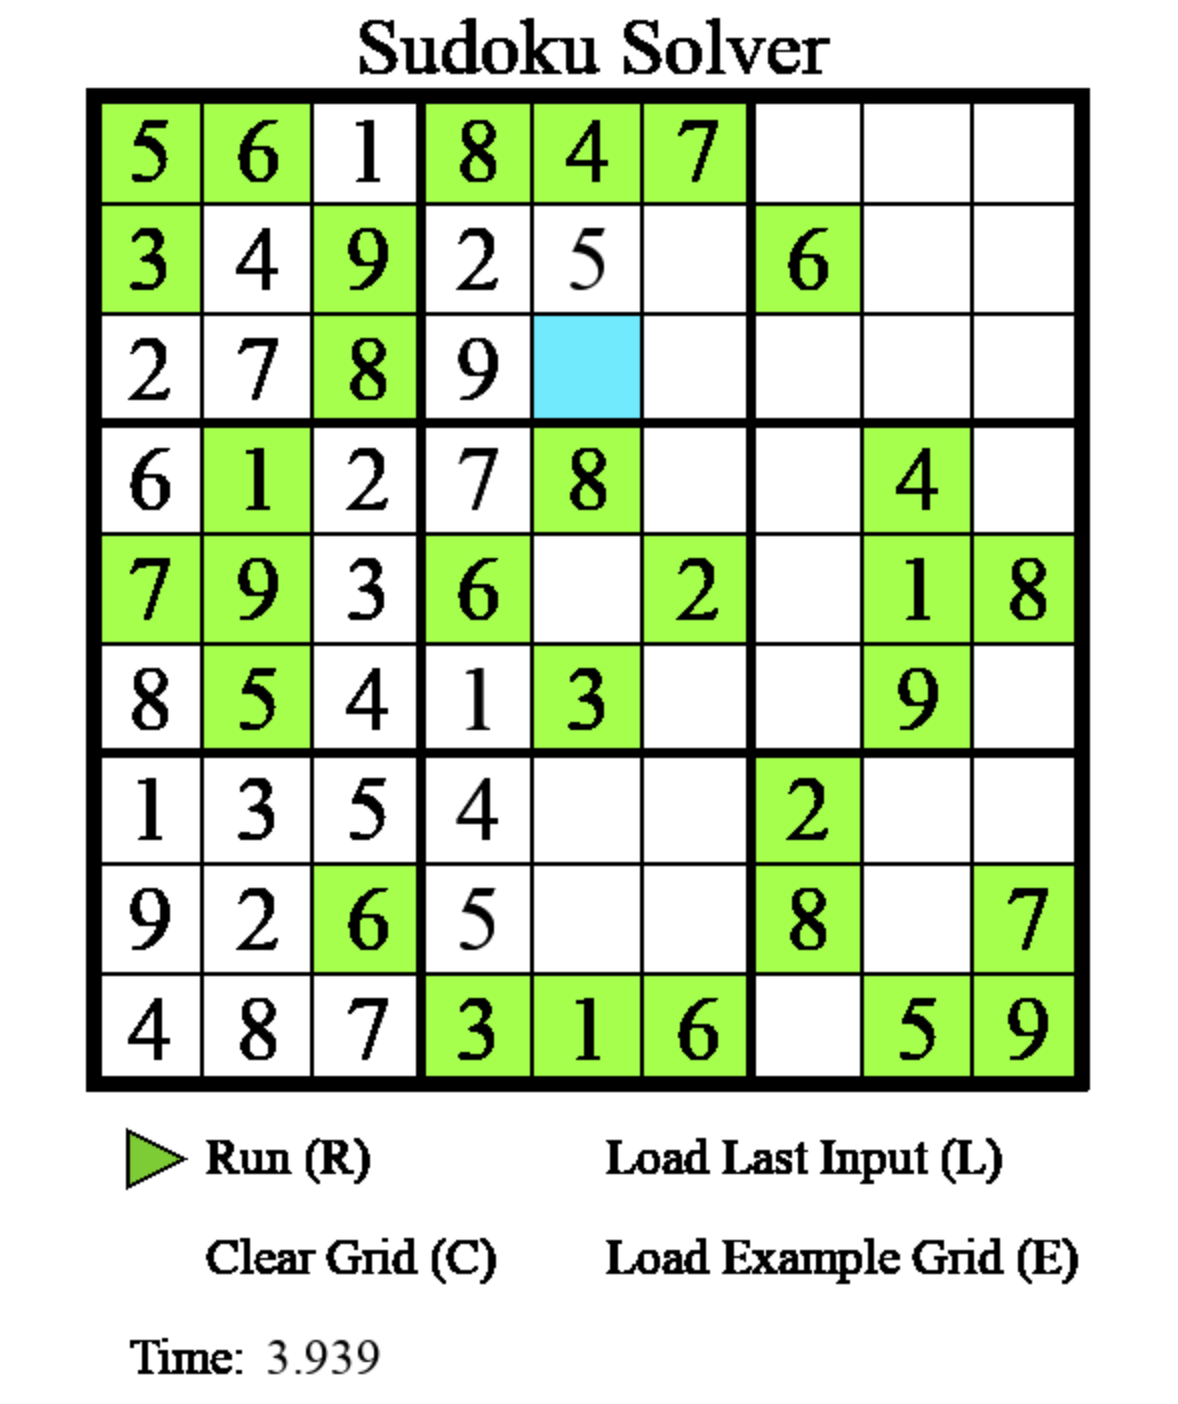 Sudoku Solver
5 6 1 8 4 7
3 4 9 2 5 6
2 7 8 9
6 1 2 7 8 4
7 9 3 6 2 1 8
8 5 4 1 3 9
1 3 5 4 2
9 2 6 5 8 7
4 8 7 3 1 6 5 9
Run (R) Load Last Input (L)
Clear Grid (C) Load Example Grid (E)
Time: 3.939